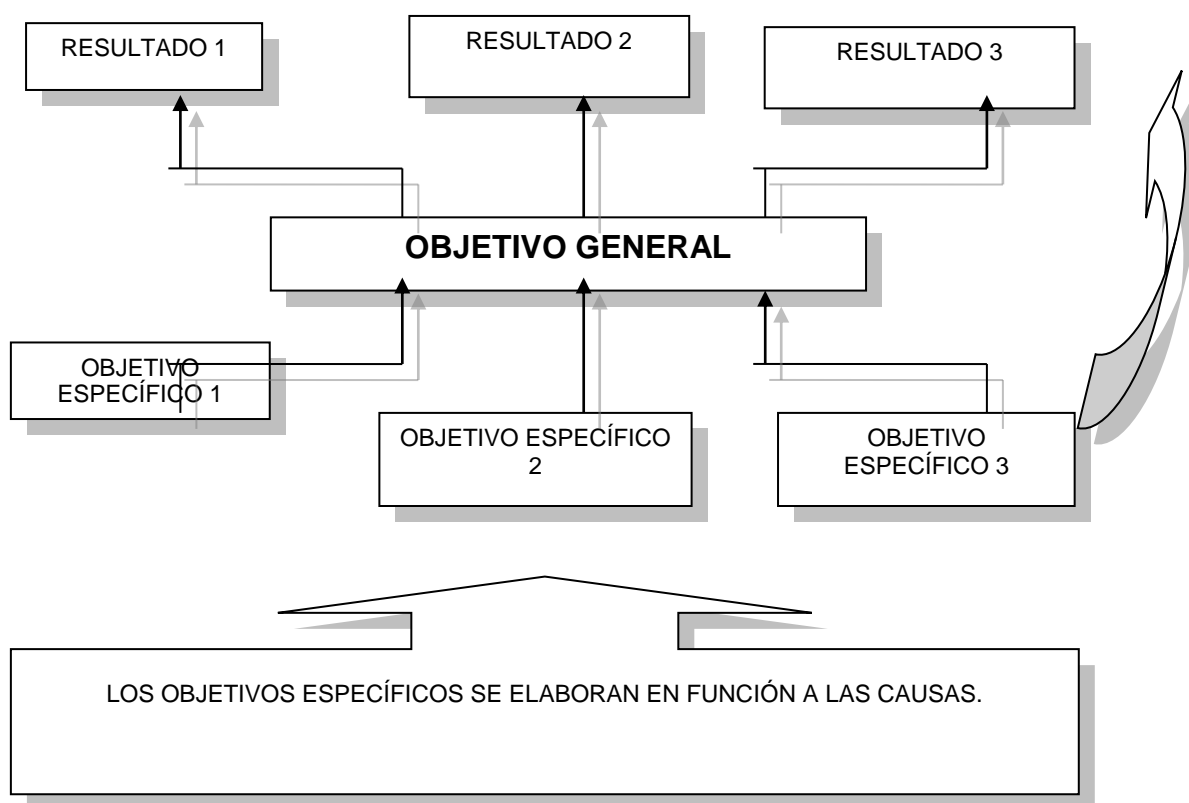 RESULTADO 1
RESULTADO 2
RESULTADO 3
OBJETIVO GENERAL
OBJETIVO
ESPECÍFICO 1
OBJETIVO ESPECÍFICO
2
OBJETIVO
ESPECÍFICO 3
LOS OBJETIVOS ESPECÍFICOS SE ELABORAN EN FUNCIÓN A LAS CAUSAS.